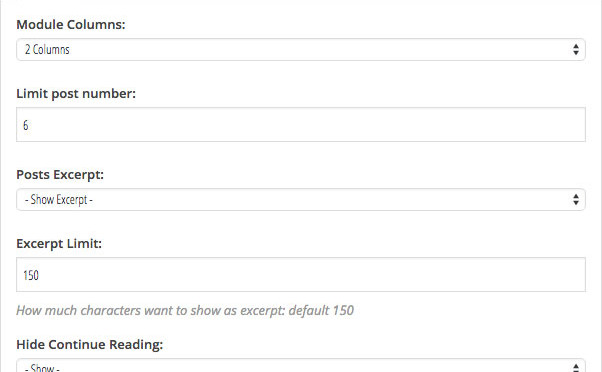 Module Columns:
2 Columns
Limit post number:
6
Posts Excerpt:
- Show Excerpt -
Excerpt Limit:
150
How much characters want to show as excerpt: default 150
Hide Continue Reading:
- Show -